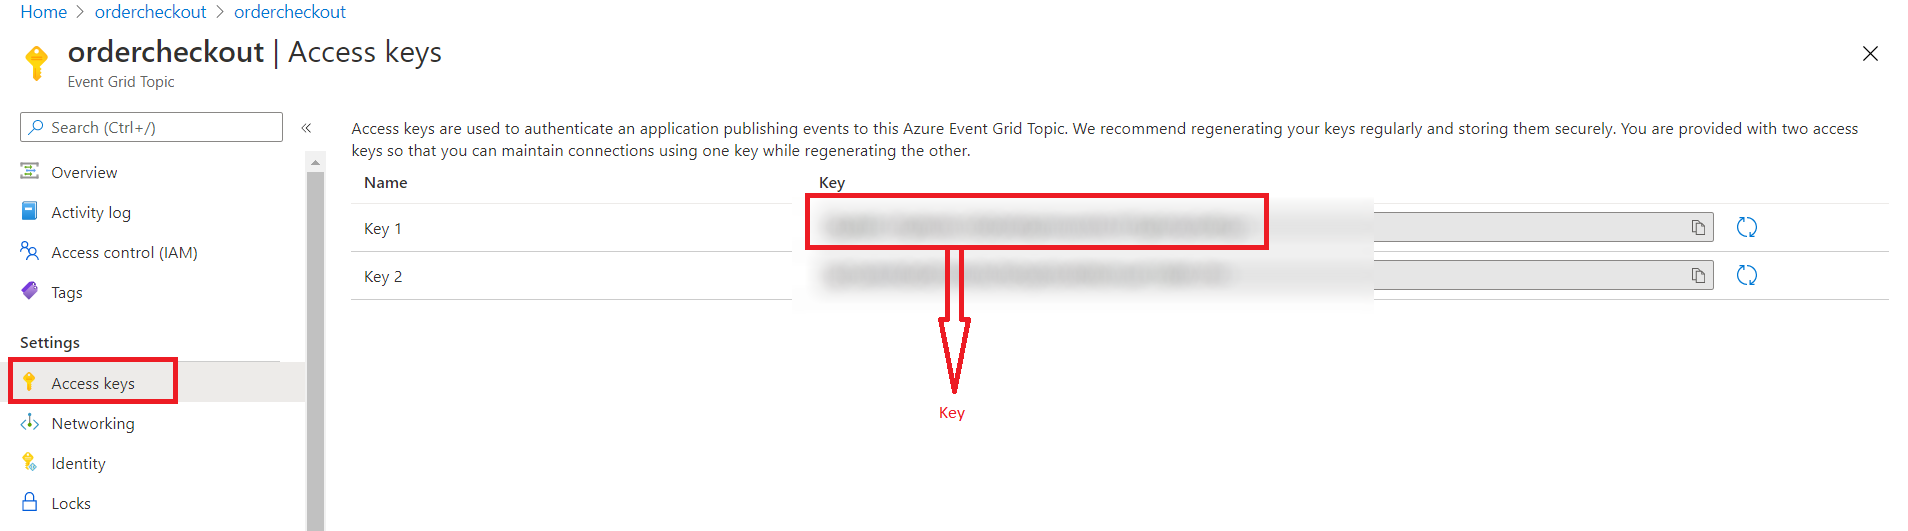 Home > ordercheckout > ordercheckout
ordercheckout | Access keys
Event Grid Topic
Search (Ctrl+/)
«
Overview
Activity log
Access control (IAM)
Tags
Settings
Access keys
Networking
Identity
Locks
Access keys are used to authenticate an application publishing events to this Azure Event Grid Topic. We recommend regenerating your keys regularly and storing them securely. You are provided with two access
keys so that you can maintain connections using one key while regenerating the other.
Name Key
Key 1
Key 2
Key